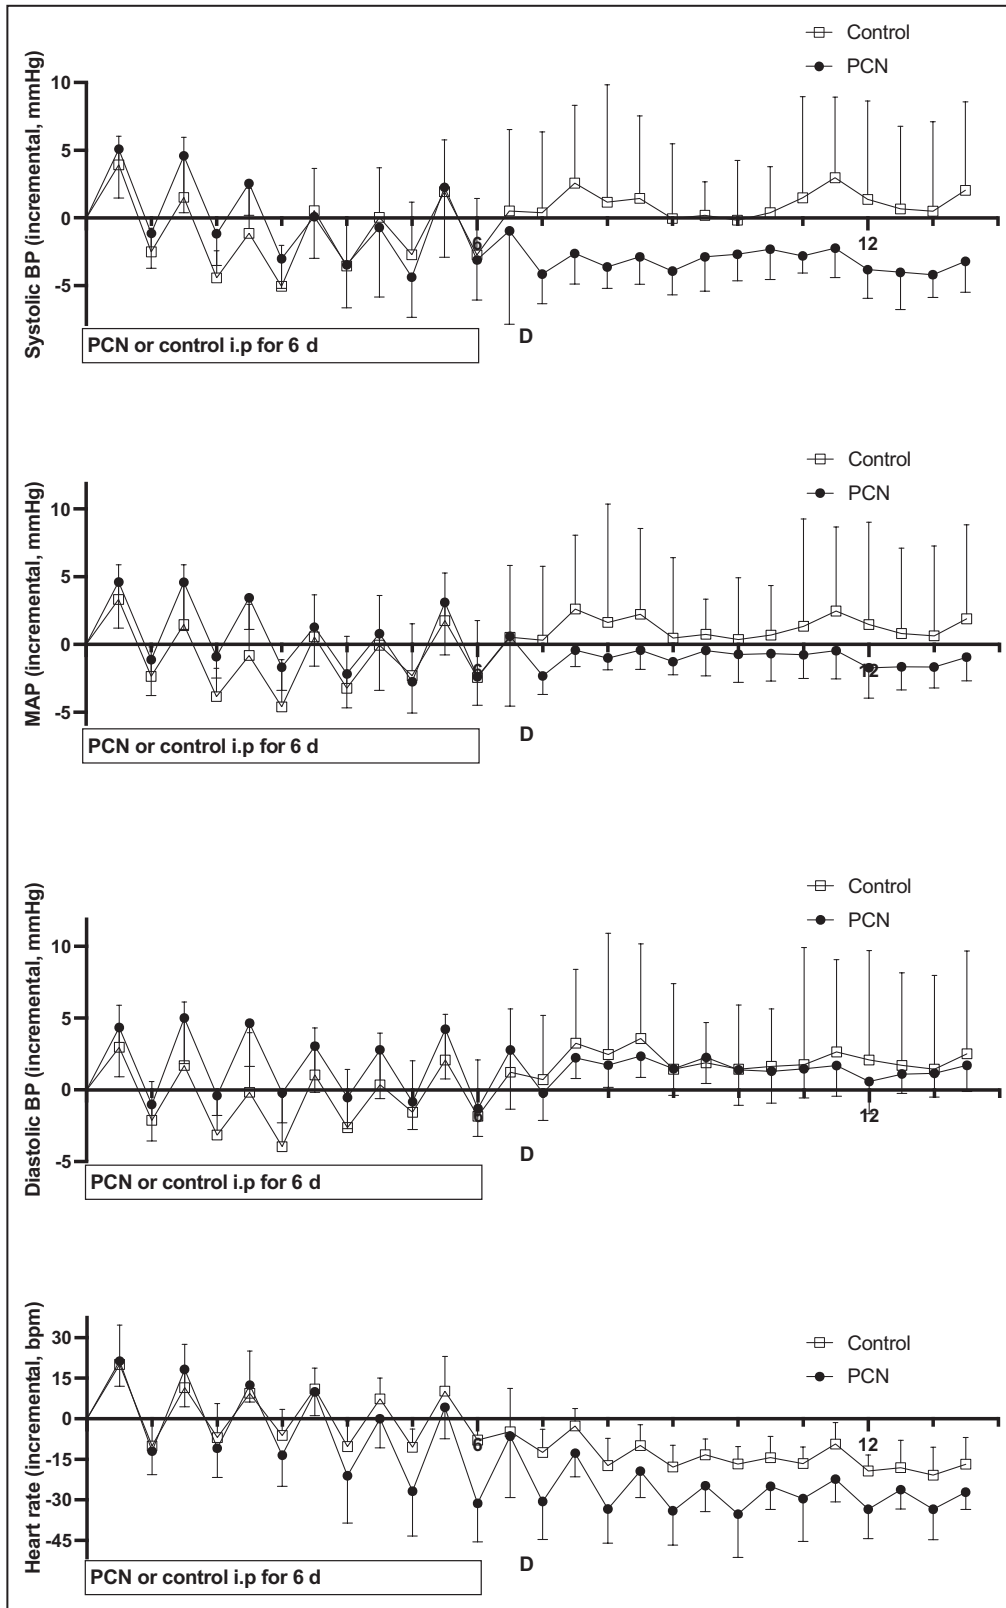 Control
PCN
Systolic BP (incremental, mmHg)
10
5
0
-5
6
12
D
PCN or control i.p for 6 d
Control
PCN
MAP (incremental, mmHg)
10
5
0
-5
6
12
D
PCN or control i.p for 6 d
Control
PCN
Diastolic BP (incremental, mmHg)
10
5
0
-5
6
12
D
PCN or control i.p for 6 d
Control
PCN
Heart rate (incremental, bpm)
30
15
0
-15
-30
-45
6
12
D
PCN or control i.p for 6 d